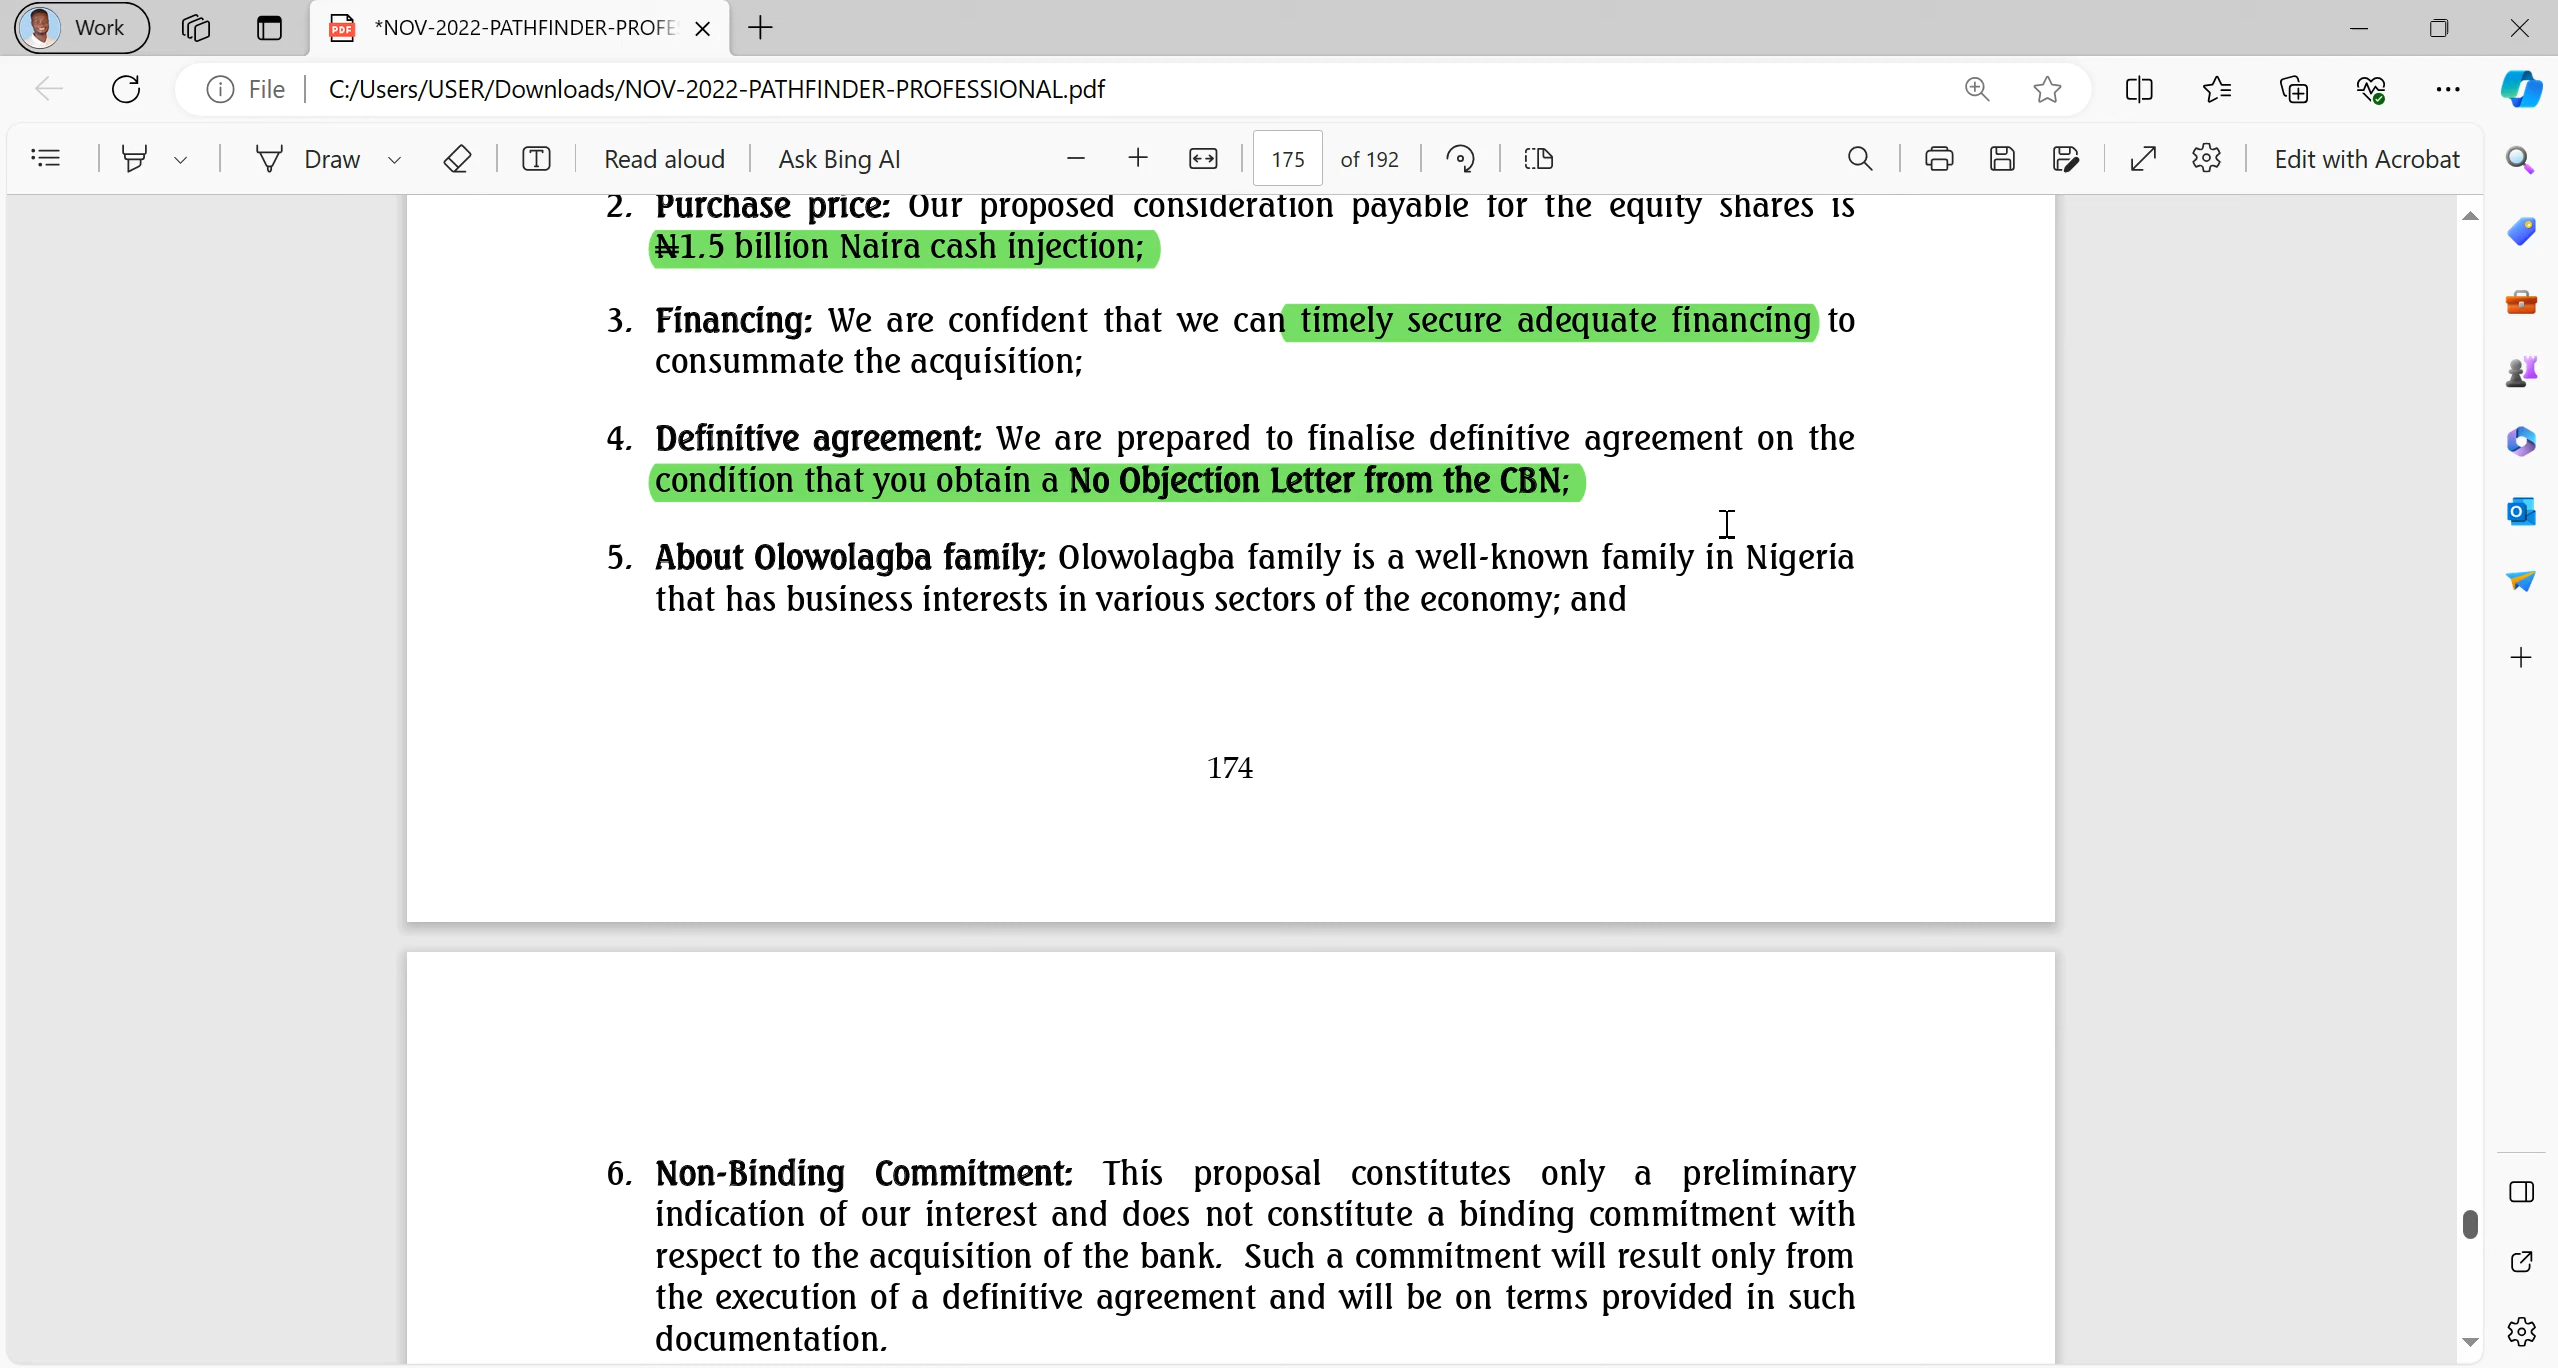 Work
*NOV-2022-PATHFINDER-PROFE
File
C:/Users/USER/Downloads/NOV-2022-PATHFINDER-PROFESSIONAL.pdf
Draw
Read aloud
Ask Bing AI
175 of 192
Edit with Acrobat
2. Purchase price: Our proposed consideration payable for the equity shares is
₦1.5 billion Naira cash injection;
3. Financing: We are confident that we can timely secure adequate financing to
consummate the acquisition;
4. Definitive agreement: We are prepared to finalise definitive agreement on the
condition that you obtain a No Objection Letter from the CBN;
5. About Olowolagba family: Olowolagba family is a well-known family in Nigeria
that has business interests in various sectors of the economy; and
174
6. Non-Binding Commitment: This proposal constitutes only a preliminary
indication of our interest and does not constitute a binding commitment with
respect to the acquisition of the bank. Such a commitment will result only from
the execution of a definitive agreement and will be on terms provided in such
documentation.